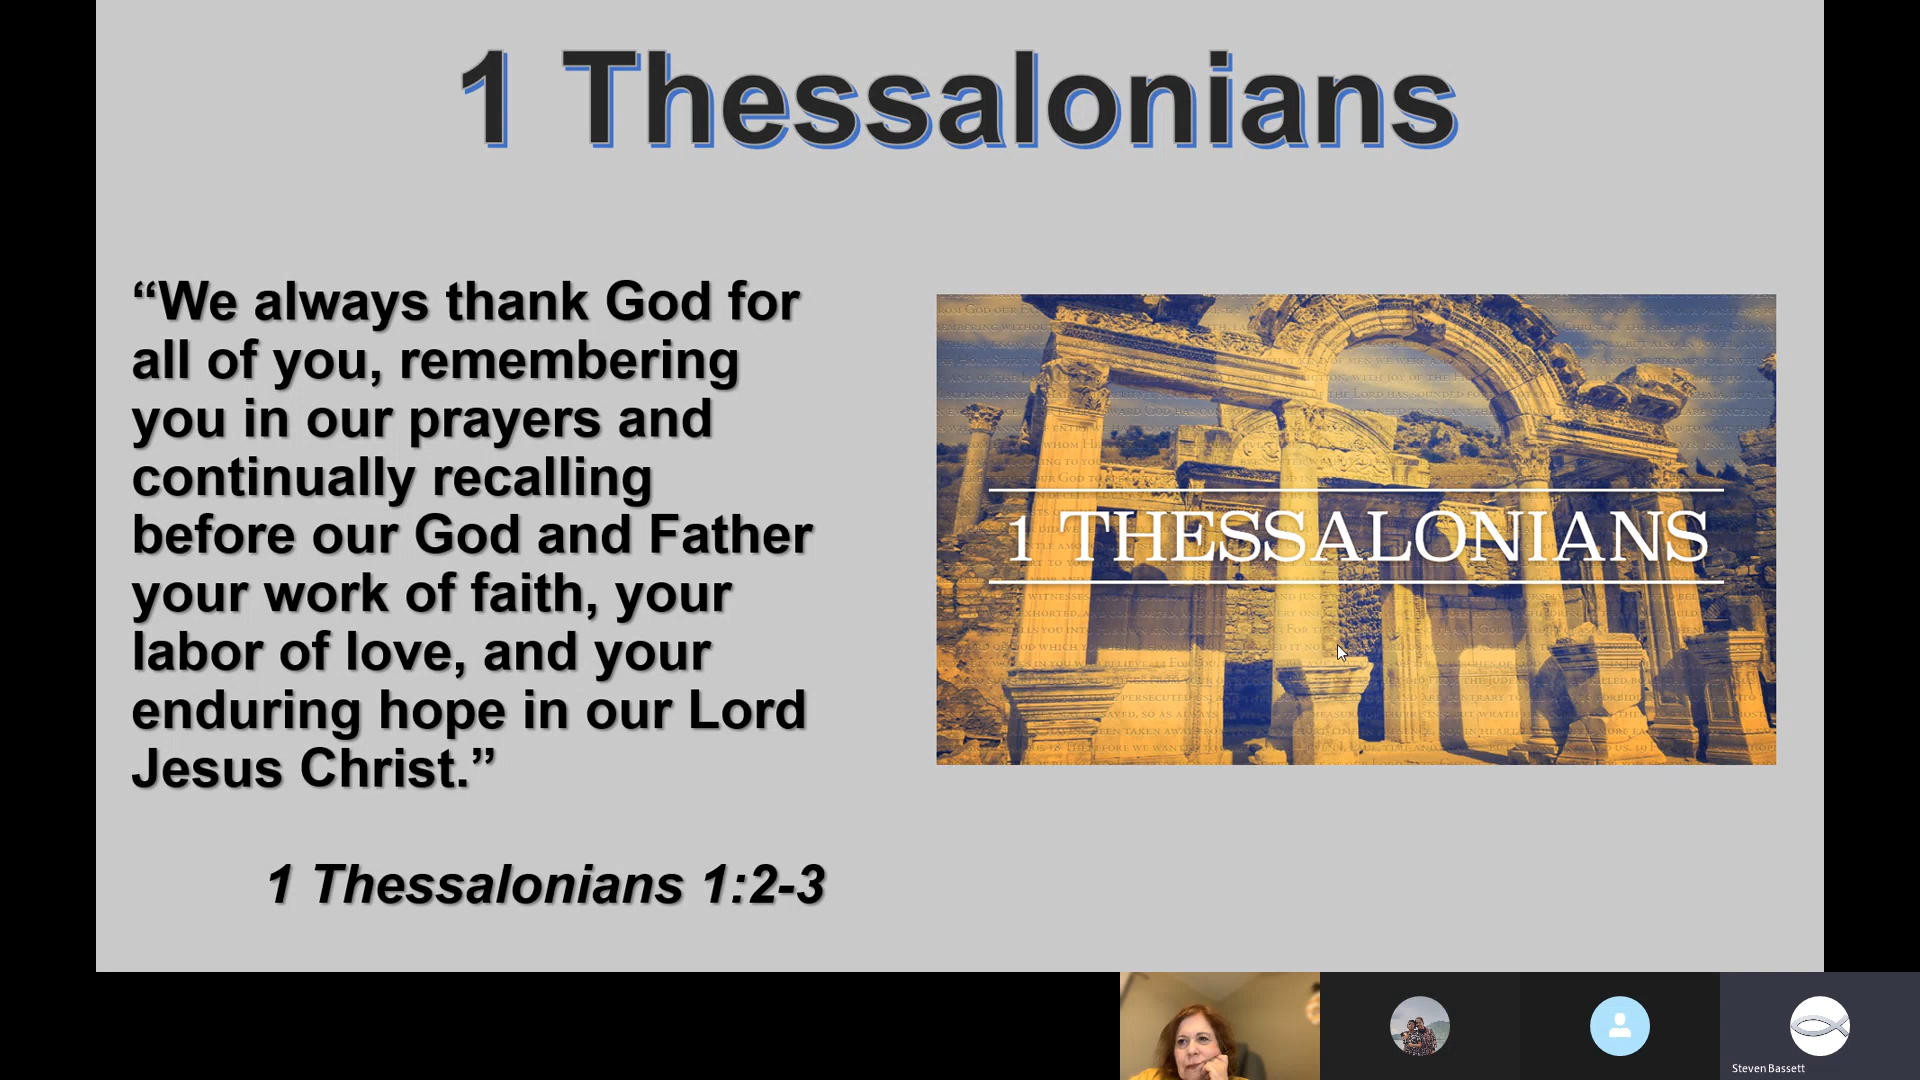 1 Thessalonians
“We always thank God for
all of you, remembering
you in our prayers and
continually recalling
before our God and Father
your work of faith, your
labor of love, and your
enduring hope in our Lord
Jesus Christ.”
1 Thessalonians 1:2-3
1 THESSALONIANS
Steven Bassett